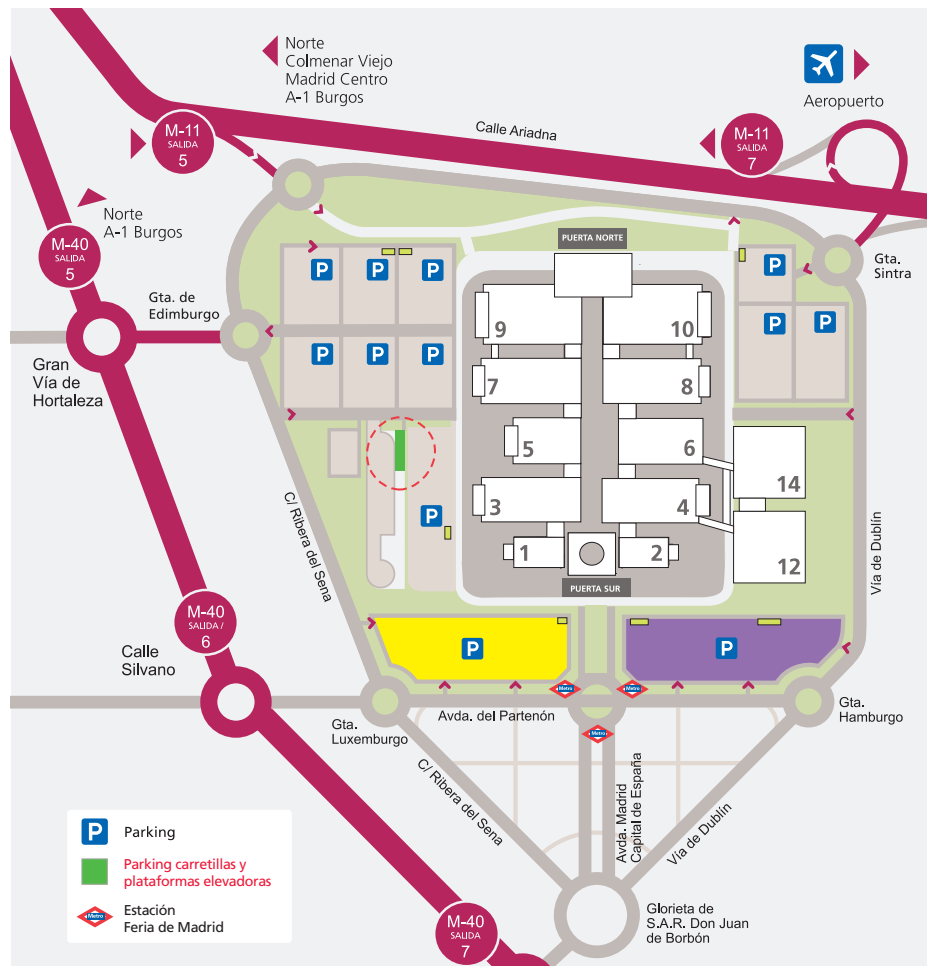 Norte
Colmenar Viejo
Madrid Centro
A-1 Burgos
Aeropuerto
Calle Ariadna
M-11
SALIDA
5
M-11
SALIDA
7
Norte
A-1 Burgos
M-40
SALIDA
5
Gta. de
Edimburgo
Gta.
Sintra
Gran
Vía de
Hortaleza
PUERTA NORTE
P
P
P
P
P
P
P
P
P
9
10
7
8
5
6
3
4
14
1
2
12
P
PUERTA SUR
C/ Ribera del Sena
Vía de Dublín
M-40
SALIDA /
6
Calle
Silvano
P
P
Metro
Metro
Metro
Gta.
Luxemburgo
Avda. del Partenón
Gta.
Hamburgo
C/ Ribera del Sena
Avda. Madrid
Capital de España
Vía de Dublín
P
Parking
Parking carretillas y
plataformas elevadoras
Metro
Estación
Feria de Madrid
M-40
SALIDA
7
Glorieta de
S.A.R. Don Juan
de Borbón